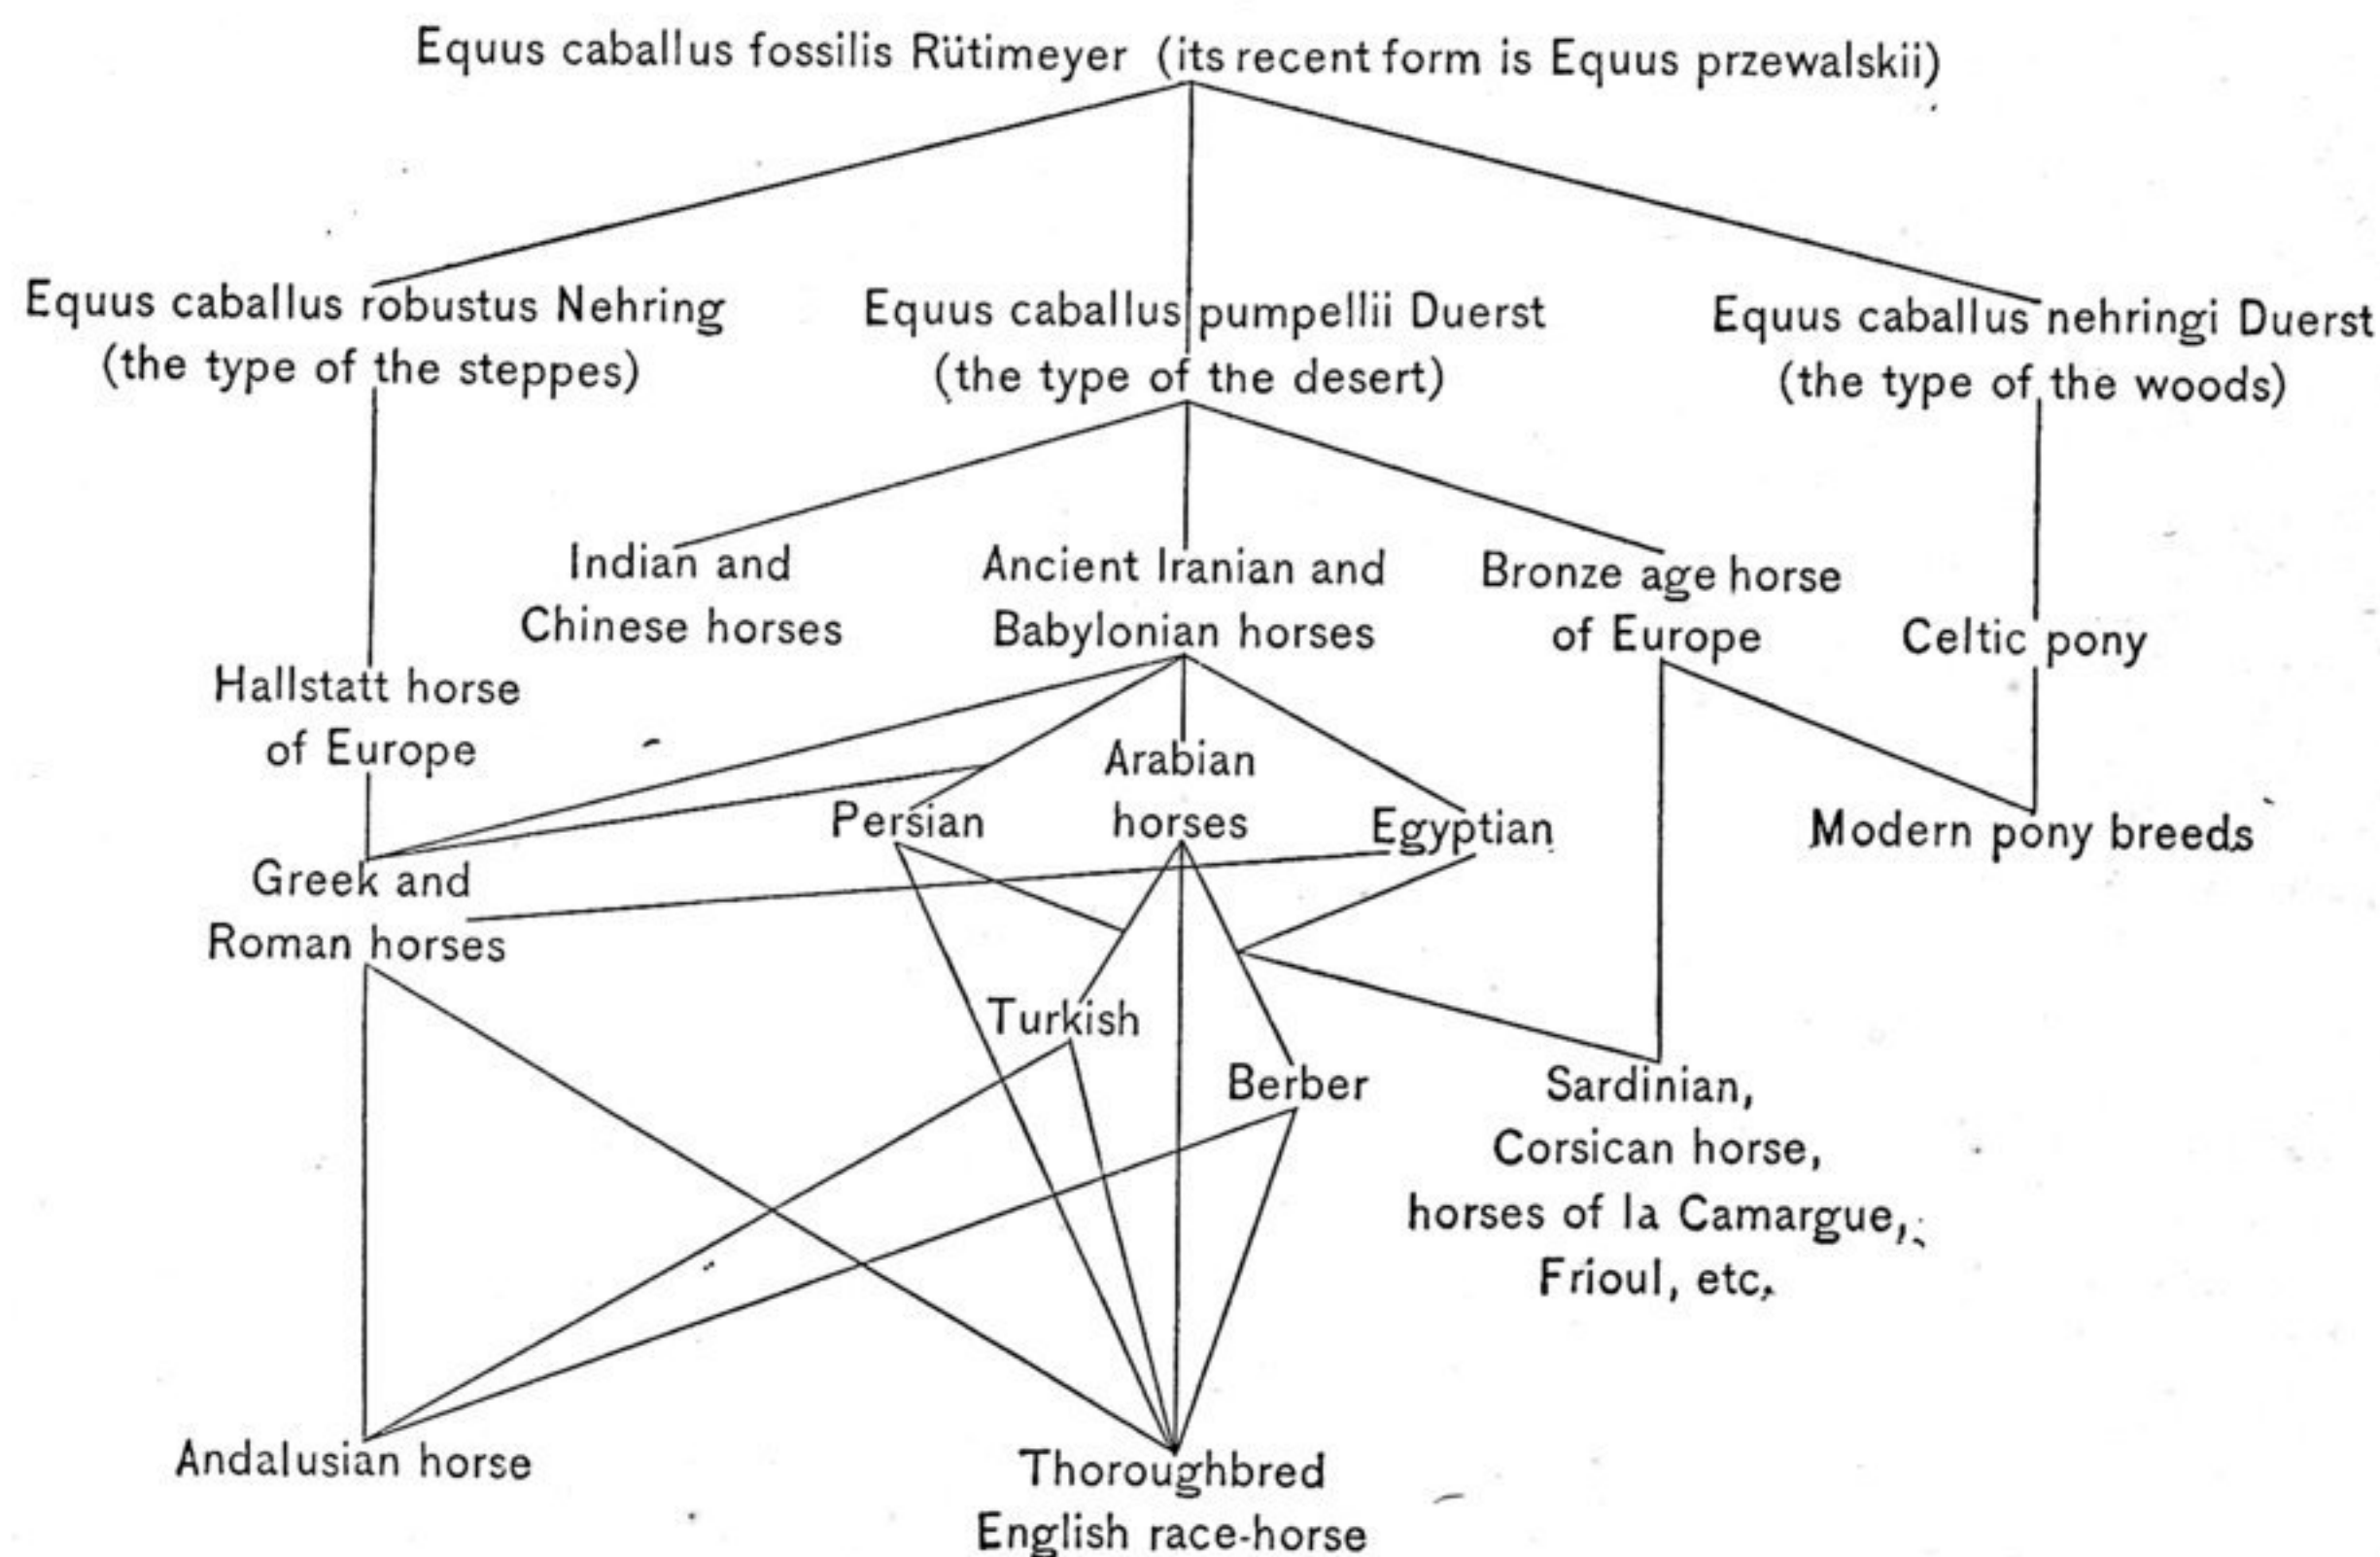 Equus caballus fossilis Rütimeyer (its recent form is Equus przewalskii)
Equus caballus robustus Nehring
(the type of the steppes)
Equus caballus pumpellii Duerst
(the type of the desert)
Equus caballus nehringi Duerst
(the type of the woods)
Indian and
Chinese horses
Ancient Iranian and
Babylonian horses
Bronze age horse
of Europe
Celtic pony
Hallstatt horse
of Europe
Persian
Arabian
horses
Egyptian
Modern pony breeds
Greek and
Roman horses
Turkish
Berber
Sardinian,
Corsican horse,
horses of la Camargue,
Frioul, etc.
Andalusian horse
Thoroughbred
English race-horse